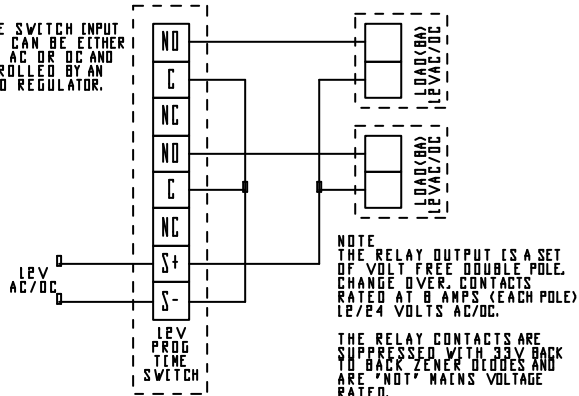 E SWITCH INPUT
CAN BE EITHER
AC OR DC AND
ROLLED BY AN
D REGULATOR.
NO
C
NC
NO
C
NC
S+
S-
12V
AC/DC
12V
PROG
TIME
SWITCH
LOAD(8A)
12VAC/DC
LOAD(8A)
12VAC/DC
NOTE
THE RELAY OUTPUT IS A SET
OF VOLT FREE DOUBLE POLE,
CHANGE OVER, CONTACTS
RATED AT 8 AMPS (EACH POLE)
12/24 VOLTS AC/DC.
THE RELAY CONTACTS ARE
SUPPRESSED WITH 33V BACK
TO BACK ZENER DIODES AND
ARE 'NOT' MAINS VOLTAGE
RATED.